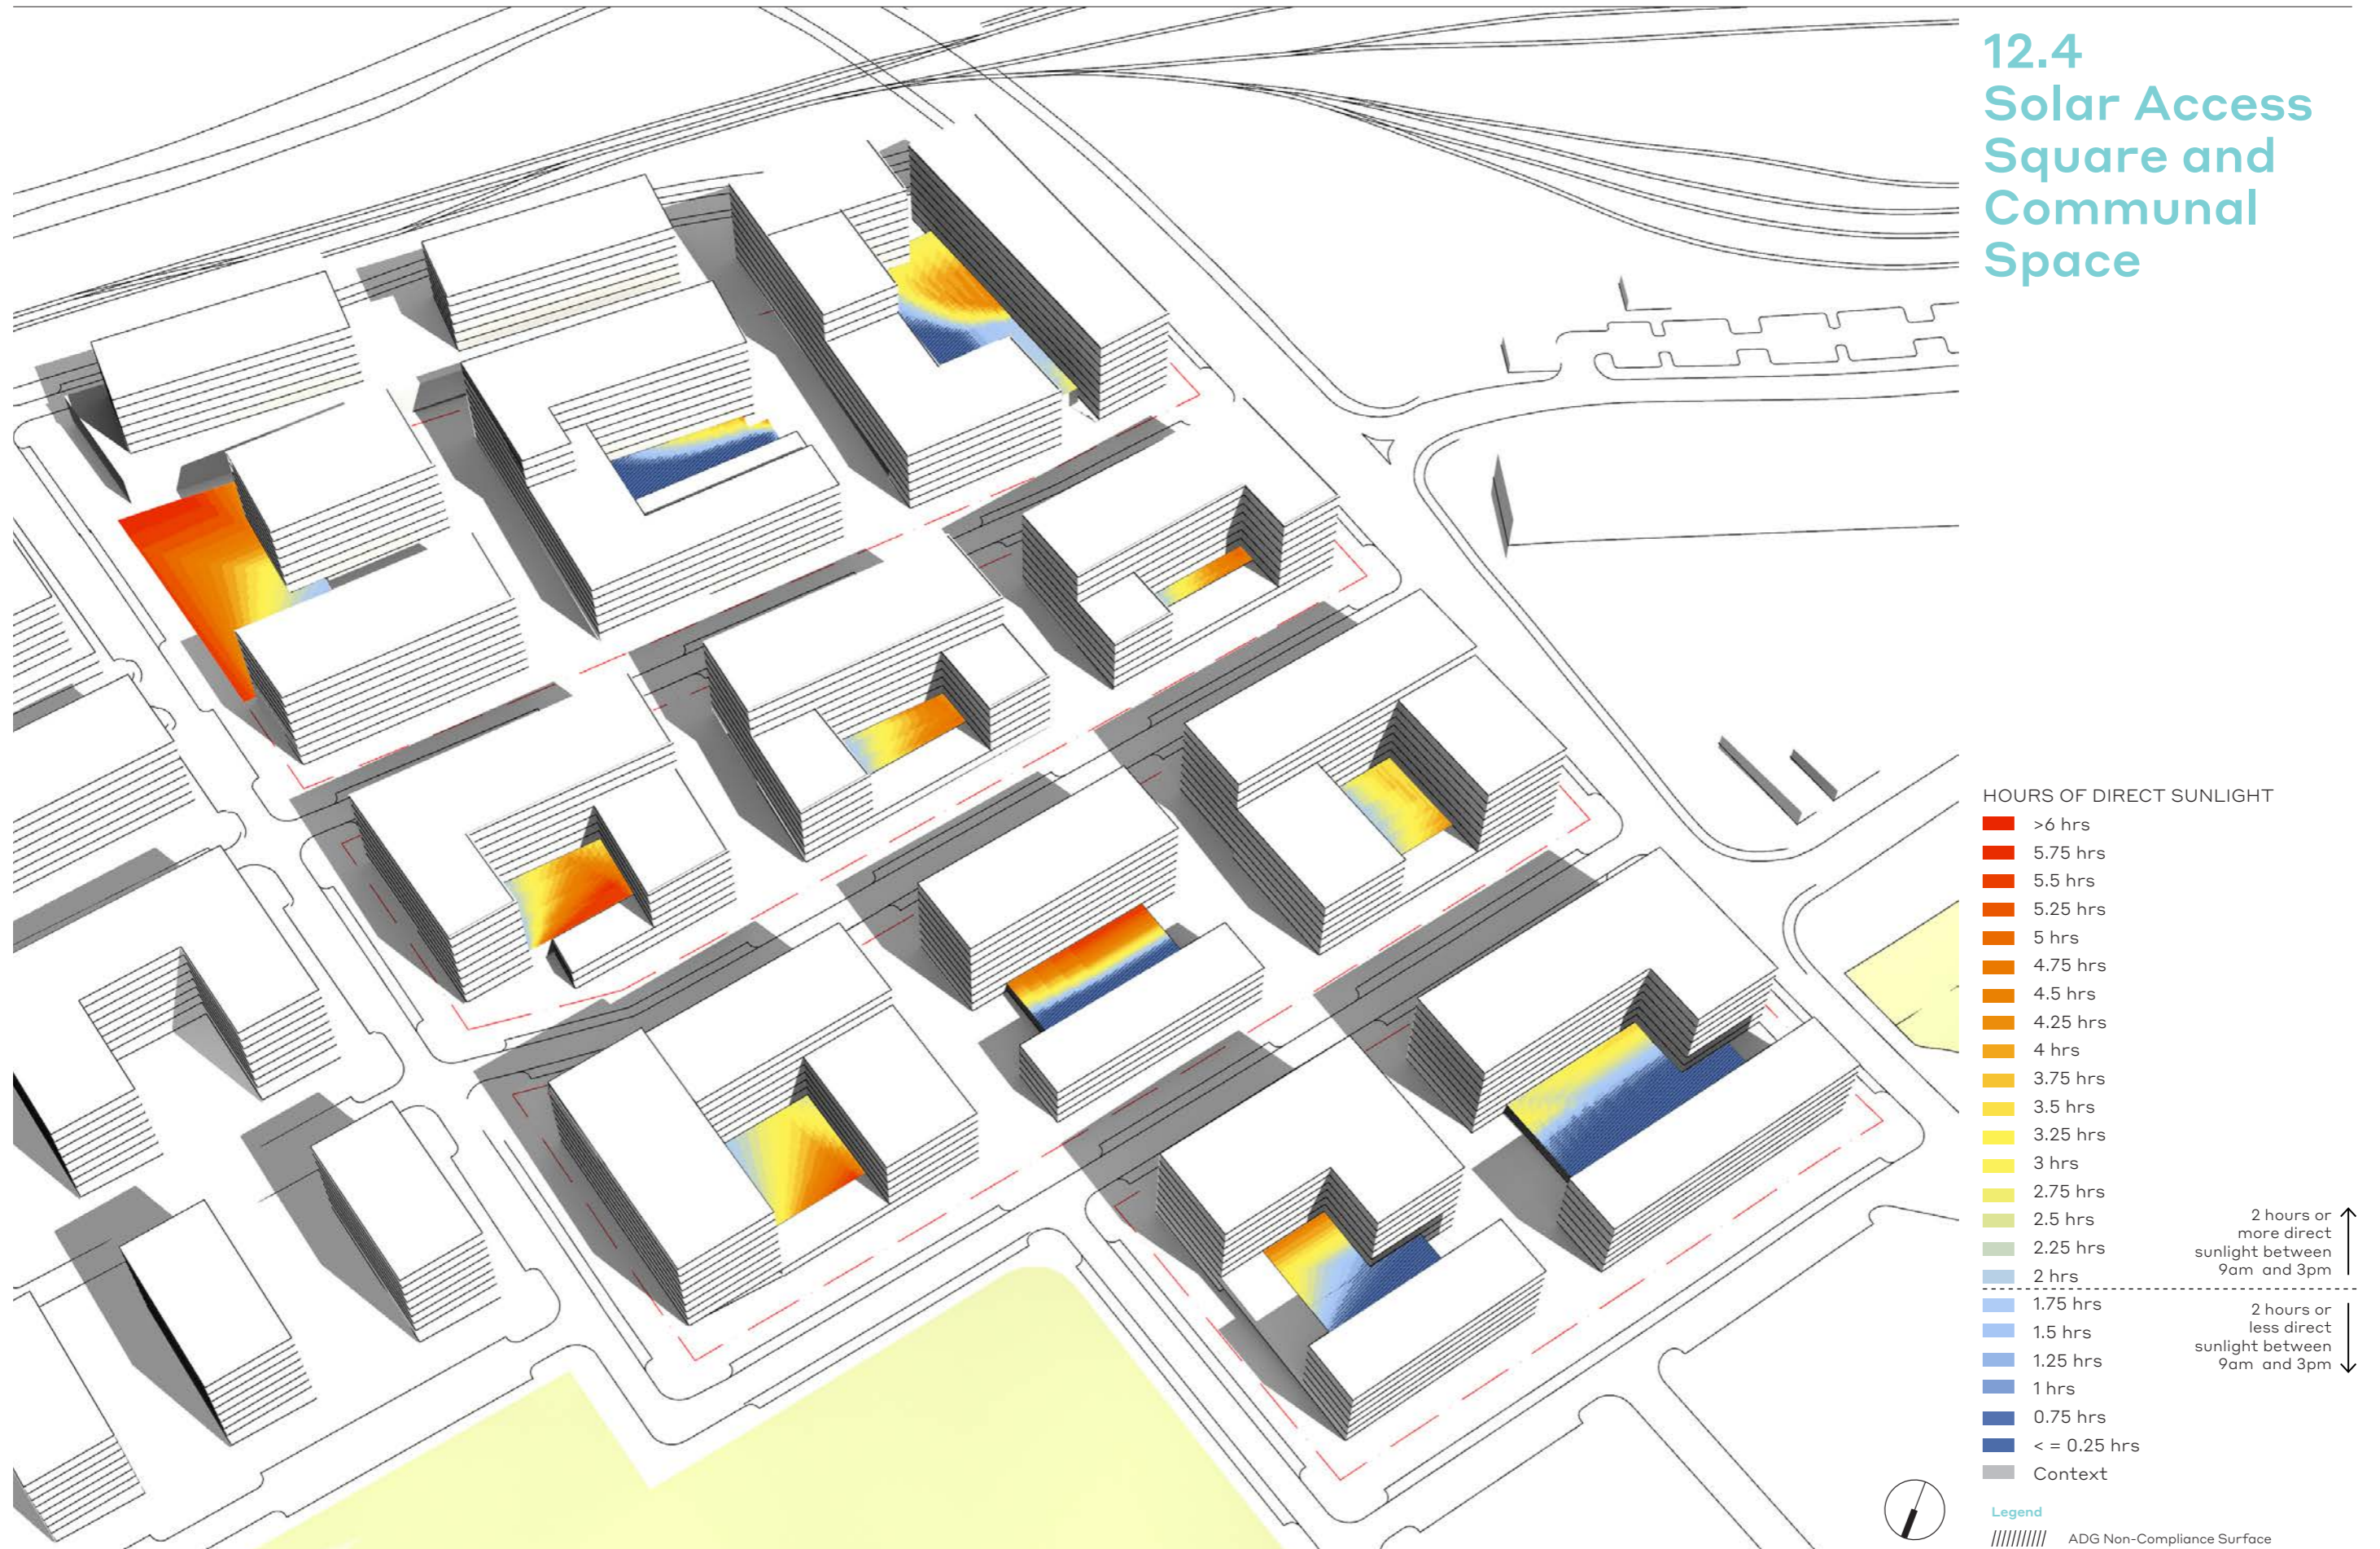 12.4
Solar Access
Square and
Communal
Space
HOURS OF DIRECT SUNLIGHT
>6 hrs
5.75 hrs
5.5 hrs
5.25 hrs
5 hrs
4.75 hrs
4.5 hrs
4.25 hrs
4 hrs
3.75 hrs
3.5 hrs
3.25 hrs
3 hrs
2.75 hrs
2.5 hrs
2.25 hrs
2 hrs
2 hours or
more direct
sunlight between
9am and 3pm
1.75 hrs
1.5 hrs
1.25 hrs
1 hrs
0.75 hrs
< = 0.25 hrs
Context
2 hours or
less direct
sunlight between
9am and 3pm
Legend
ADG Non-Compliance Surface